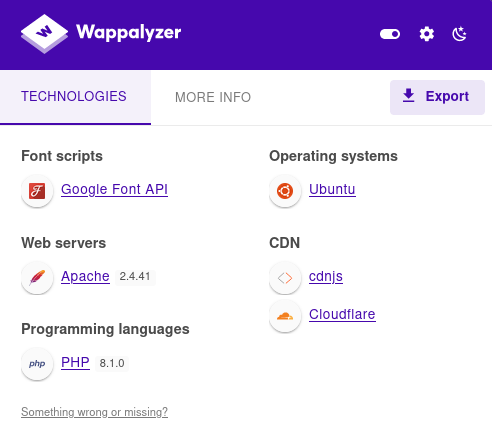 Wappalyzer
TECHNOLOGIES
MORE INFO
Export
Font scripts
Google Font API
Operating systems
Ubuntu
Web servers
Apache 2.4.41
CDN
cdnjs
Cloudflare
Programming languages
php PHP 8.1.0
Something wrong or missing?